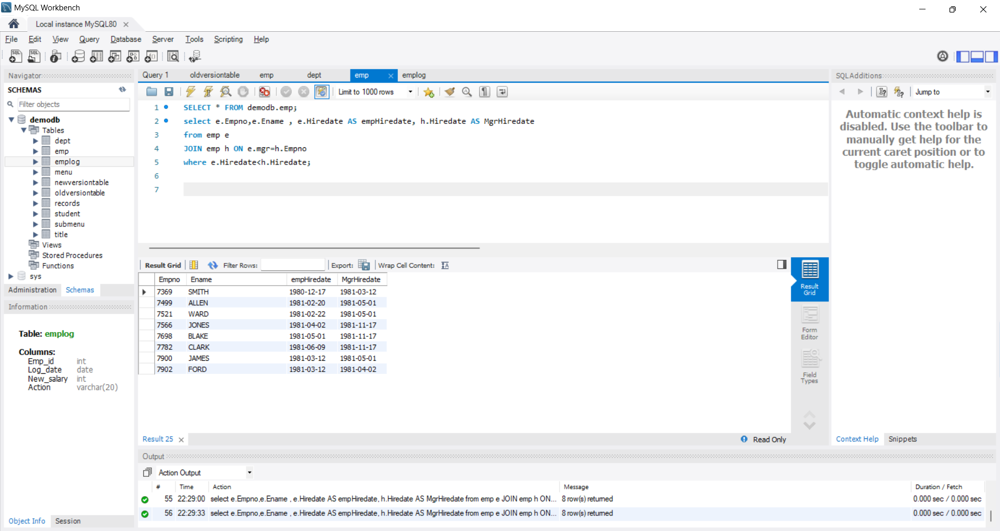 MySQL Workbench
Local instance MySQL80
File Edit View Query Database Server Tools Scripting Help
Navigator
SCHEMAS
Filter objects
demodb
Tables
dept
emp
emplog
menu
newversiontable
oldversiontable
records
student
submenu
title
Views
Stored Procedures
Functions
sys
Administration Schemas
Information
Table: emplog
Columns:
Emp_id int
Log_date date
New_salary int
Action varchar(20)
Object Info Session
Query 1 oldversiontable emp dept emp emplog
Limit to 1000 rows
1 SELECT * FROM demodb.emp;
2 select e.Empno,e.Ename , e.Hiredate AS empHiredate, h.Hiredate AS MgrHiredate
3 from emp e
4 JOIN emp h ON e.mgr=h.Empno
5 where e.Hiredate<h.Hiredate;
6
7
Result Grid Filter Rows: Export: Wrap Cell Content:
Empno Ename empHiredate MgrHiredate
7369 SMITH 1980-12-17 1981-03-12
7499 ALLEN 1981-02-20 1981-05-01
7521 WARD 1981-02-22 1981-05-01
7566 JONES 1981-04-02 1981-11-17
7698 BLAKE 1981-05-01 1981-11-17
7782 CLARK 1981-06-09 1981-11-17
7900 JAMES 1981-03-12 1981-05-01
7902 FORD 1981-03-12 1981-04-02
Result
Grid
Form
Editor
Field
Types
Result 25 Read Only
SQLAdditions
Jump to
Automatic context help is
disabled. Use the toolbar to
manually get help for the
current caret position or to
toggle automatic help.
Context Help Snippets
Output
Action Output
# Time Action Message Duration / Fetch
55 22:29:00 select e.Empno,e.Ename , e.Hiredate AS empHiredate, h.Hiredate AS MgrHiredate from emp e JOIN emp h ON... 8 row(s) returned 0.000 sec / 0.000 sec
56 22:29:33 select e.Empno,e.Ename , e.Hiredate AS empHiredate, h.Hiredate AS MgrHiredate from emp e JOIN emp h ON... 8 row(s) returned 0.000 sec / 0.000 sec